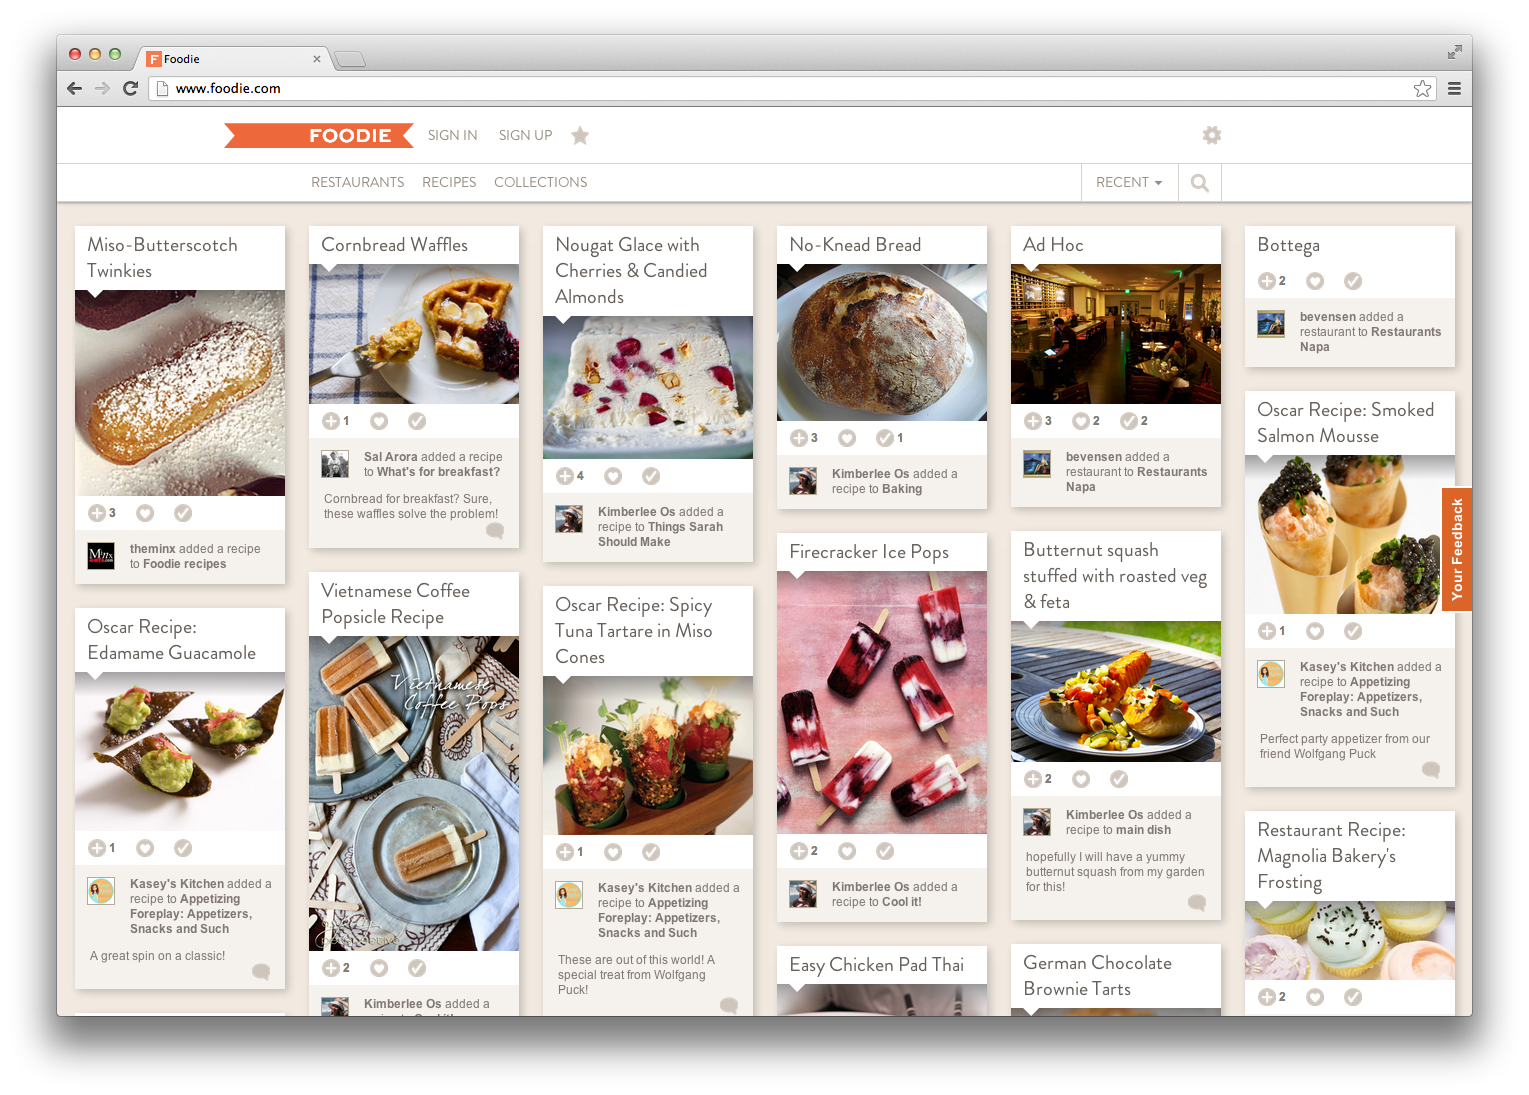 Foodie
www.foodie.com
FOODIE
SIGN IN
SIGN UP
RESTAURANTS
RECIPES
COLLECTIONS
RECENT
Miso-Butterscotch
Twinkies
3
theminx added a recipe
to Foodie recipes
Oscar Recipe:
Edamame Guacamole
1
Kasey's Kitchen added a
recipe to Appetizing
Foreplay: Appetizers,
Snacks and Such
A great spin on a classic!
Cornbread Waffles
1
Sal Arora added a recipe
to What's for breakfast?
Cornbread for breakfast? Sure,
these waffles solve the problem!
Vietnamese Coffee
Popsicle Recipe
Vietnamese
Coffee Pops
2
Kimberlee Os added a
recipe to Cool it!
Nougat Glace with
Cherries & Candied
Almonds
4
Kimberlee Os added a
recipe to Things Sarah
Should Make
Oscar Recipe: Spicy
Tuna Tartare in Miso
Cones
1
Kasey's Kitchen added a
recipe to Appetizing
Foreplay: Appetizers,
Snacks and Such
These are out of this world! A
special treat from Wolfgang
Puck!
No-Knead Bread
3
1
Kimberlee Os added a
recipe to Baking
Firecracker Ice Pops
2
Kimberlee Os added a
recipe to Cool it!
Easy Chicken Pad Thai
Ad Hoc
3
2
2
bevensen added a
restaurant to Restaurants
Napa
Butternut squash
stuffed with roasted veg
& feta
2
Kimberlee Os added a
recipe to main dish
hopefully I will have a yummy
butternut squash from my garden
for this!
German Chocolate
Brownie Tarts
Bottega
2
bevensen added a
restaurant to Restaurants
Napa
Oscar Recipe: Smoked
Salmon Mousse
1
Kasey's Kitchen added a
recipe to Appetizing
Foreplay: Appetizers,
Snacks and Such
Perfect party appetizer from our
friend Wolfgang Puck
Restaurant Recipe:
Magnolia Bakery's
Frosting
2
Your Feedback